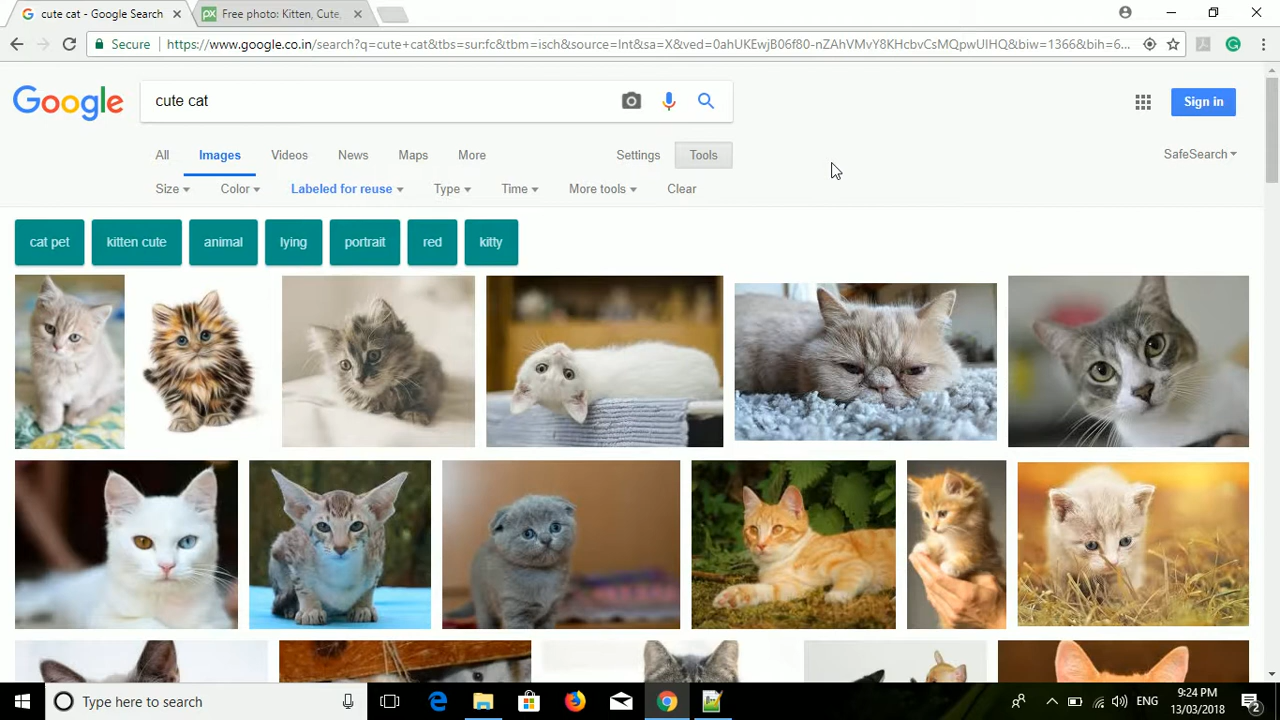 cute cat - Google Search
Free photo: Kitten, Cute,
Secure
https://www.google.co.in/search?q=cute+cat&tbs=sur:fc&tbm=isch&source=lnt&sa=X&ved=0ahUKEwjB06f80-nZAhVMvY8KHcbvCsMQpwUIHQ&biw=1366&bih=6...
Google
cute cat
Sign in
All Images Videos News Maps More Settings Tools
SafeSearch
Size Color Labeled for reuse Type Time More tools Clear
cat pet kitten cute animal lying portrait red kitty
Type here to search
ENG
9:24 PM
13/03/2018
2